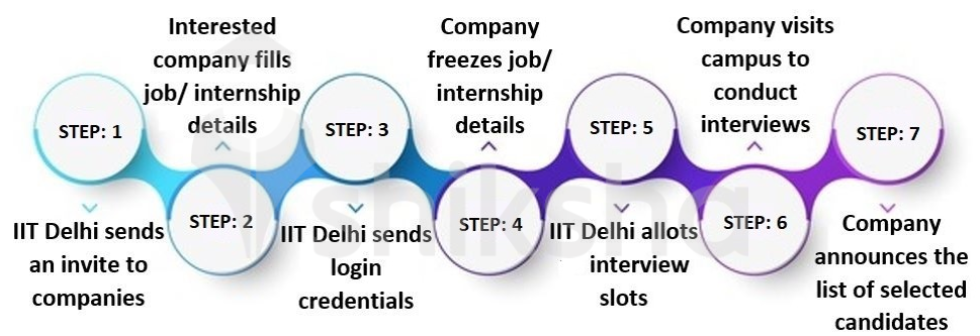 STEP: 1
IIT Delhi sends
an invite to
companies
Interested
company fills
job/ internship
details
STEP: 2
STEP: 3
IIT Delhi sends
login
credentials
Company
freezes job/
internship
details
STEP: 4
STEP: 5
IIT Delhi allots
interview
slots
Company visits
campus to
conduct
interviews
STEP: 6
STEP: 7
Company
announces the
list of selected
candidates
shiksha